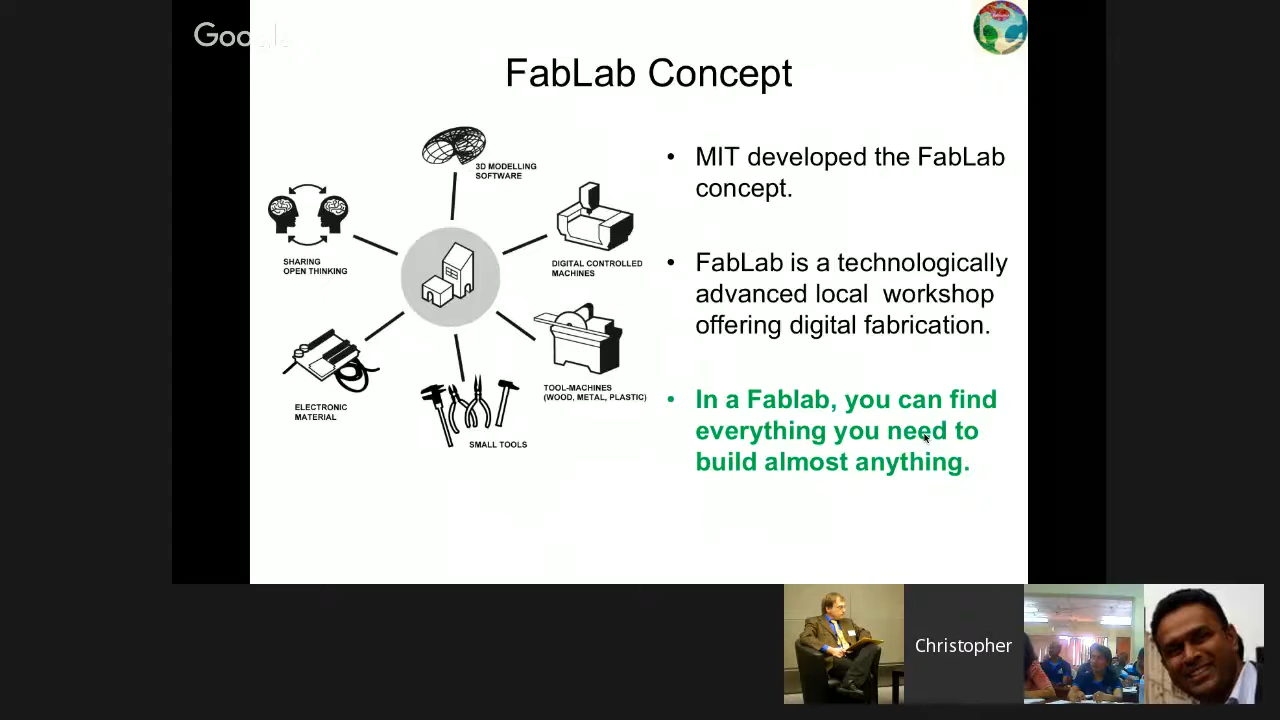 Google
FabLab Concept
3D MODELLING
SOFTWARE
SHARING
OPEN THINKING
DIGITAL CONTROLLED
MACHINES
TOOL-MACHINES
(WOOD, METAL, PLASTIC)
ELECTRONIC
MATERIAL
SMALL TOOLS
• MIT developed the FabLab
concept.
• FabLab is a technologically
advanced local workshop
offering digital fabrication.
• In a Fablab, you can find
everything you need to
build almost anything.
Christopher